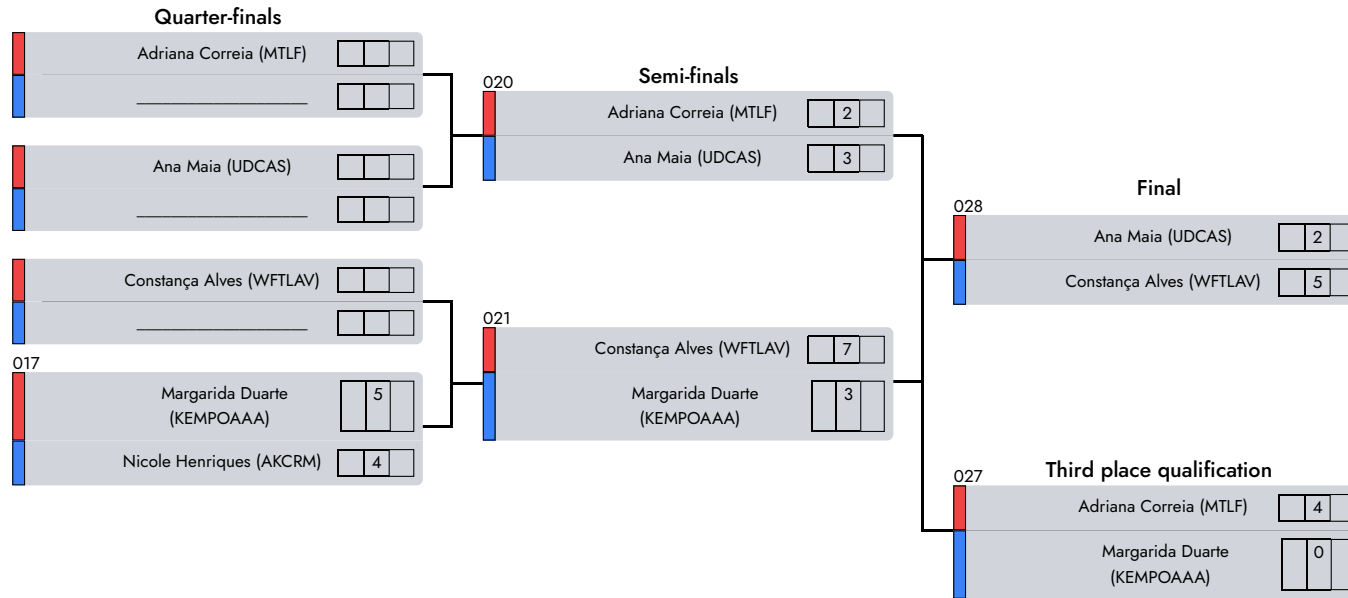 Quarter-finals
Adriana Correia (MTLF)
____________________
Ana Maia (UDCAS)
____________________
Constança Alves (WFTLAV)
____________________
017
Margarida Duarte
(KEMPOAAA)
5
Nicole Henriques (AKCRM)
4
Semi-finals
020
Adriana Correia (MTLF)
2
Ana Maia (UDCAS)
3
021
Constança Alves (WFTLAV)
7
Margarida Duarte
(KEMPOAAA)
3
Final
028
Ana Maia (UDCAS)
2
Constança Alves (WFTLAV)
5
Third place qualification
027
Adriana Correia (MTLF)
4
Margarida Duarte
(KEMPOAAA)
0